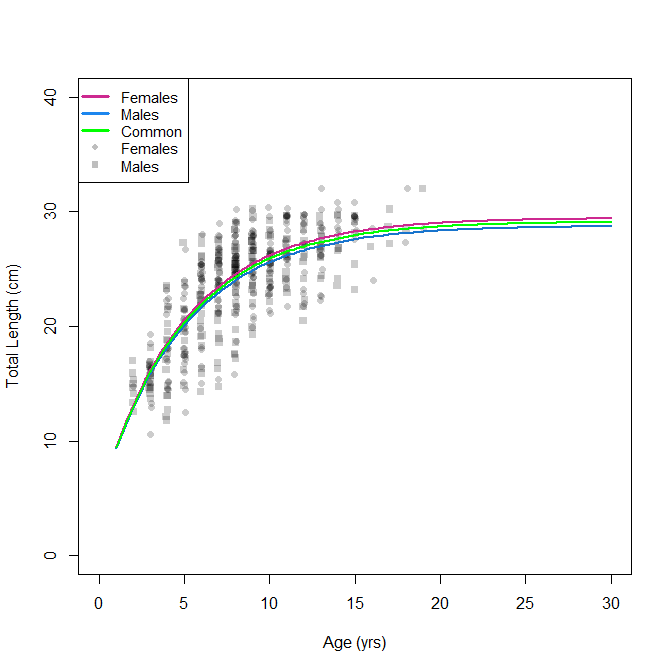 Females
Males
Common
Females
Males
Total Length (cm)
40
30
20
10
0
0 5 10 15 20 25 30
Age (yrs)